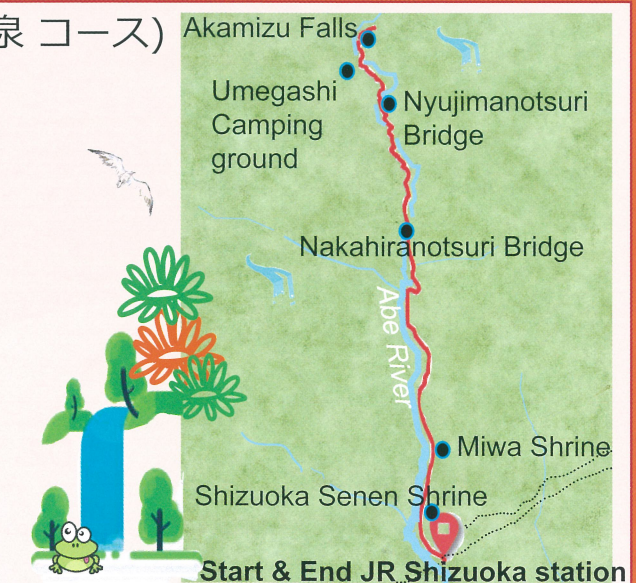 泉 コース)
Akamizu Falls
Umegashi
Camping
ground
Nyujimanotsuri
Bridge
Nakahiranotsuri Bridge
Abe River
Miwa Shrine
Shizuoka Senen Shrine
Start & End JR Shizuoka station